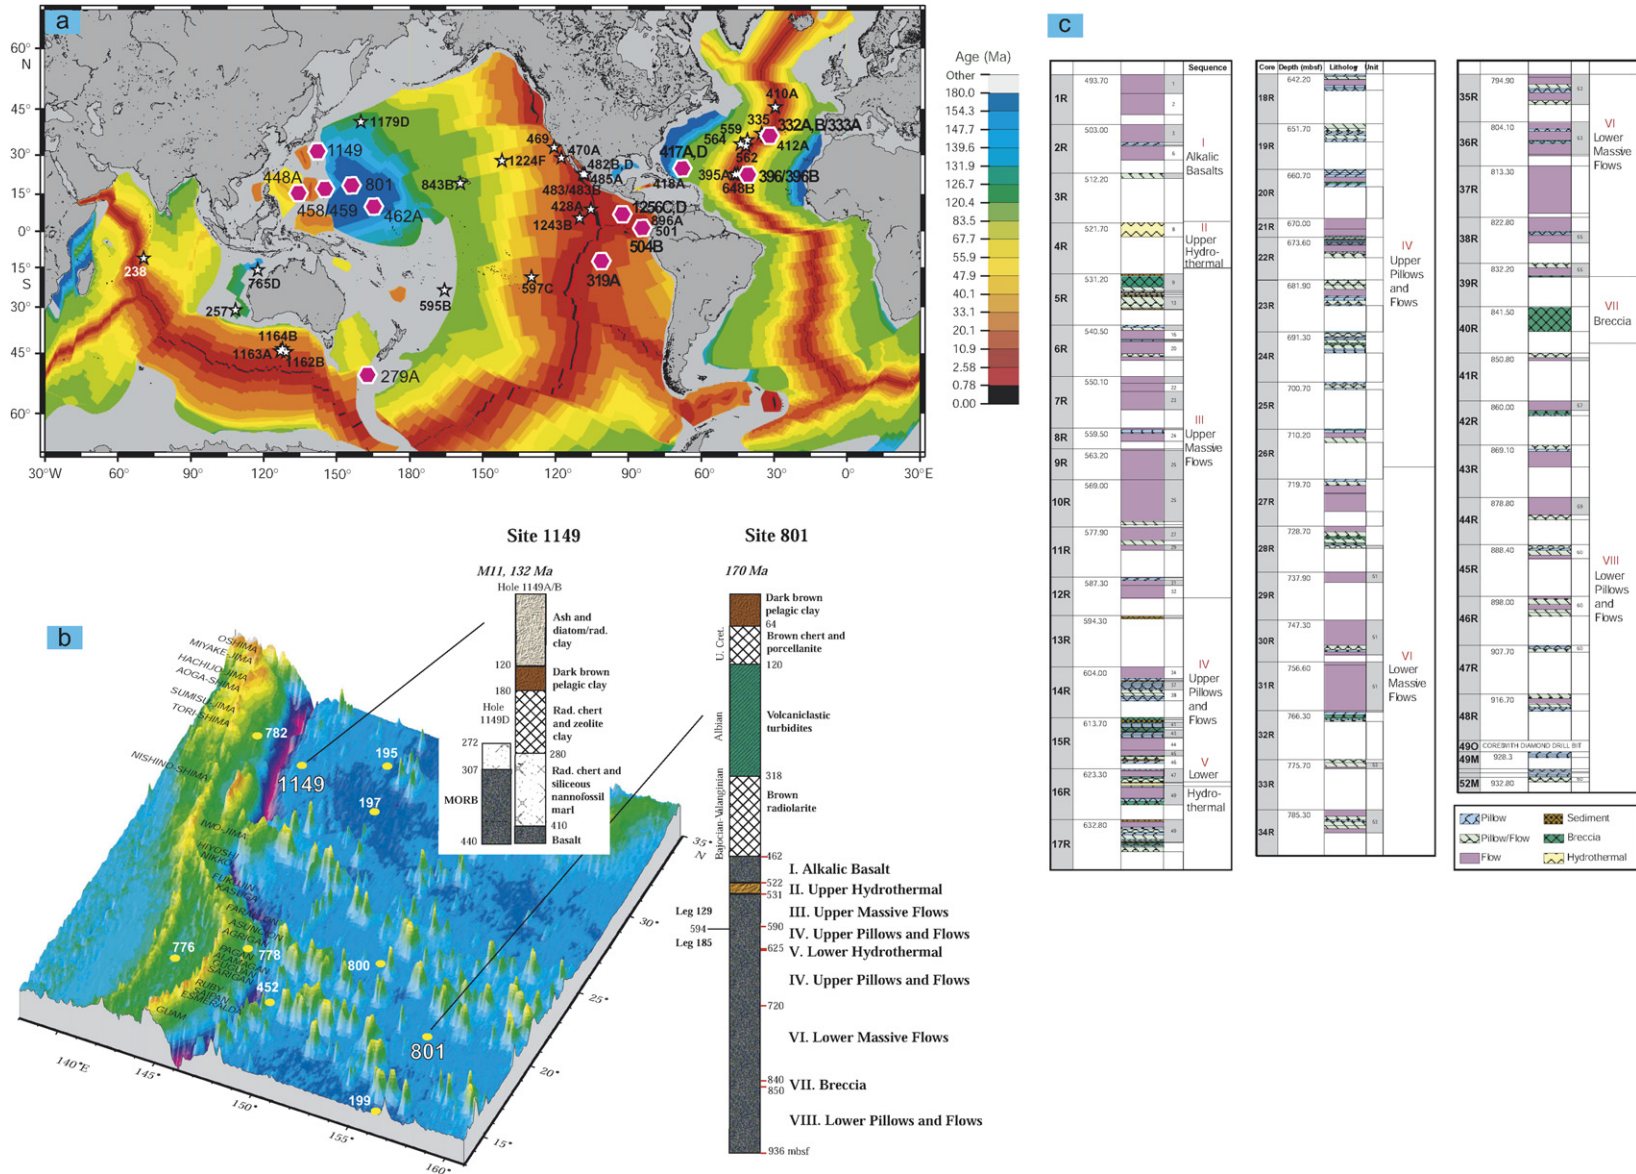 a
60°
N
45°
30°
15°
0°
15°
S
30°
45°
60°
30°E
60°
90°
120°
150°E
180°
150°W
120°
90°
60°
30°
0°
30°E
1179D
1149
448A
801
458/459
462A
843B
1224F
469
470A
482B,D
485A
483/483B
428A
1243B
1256C,D
896A
501
504B
319A
597C
595B
238
765D
257
1164B
1163A
1162B
279A
410A
335
332A,B/333A
559
564
412A
417A,D
562
418A
395A
396/396B
648B
Age (Ma)
Other
180.0
154.3
147.7
139.6
131.9
126.7
120.4
83.5
67.7
55.9
47.9
40.1
33.1
20.1
10.9
2.58
0.78
0.00
b
OSHIMA
MIYAKE-JIMA
HACHIJO-JIMA
AOGA-SHIMA
SUMISU-JIMA
TORI-SHIMA
NISHINO-SHIMA
IWO-JIMA
HIYOSHI
NIKKO
FUKUJIN
KASUGA
FARALLON
ASUNCION
AGRIGAN
PAGAN
ALAMAGAN
GUGUAN
SARIGAN
RUBY
SAIPAN
ESMERALDA
GUAM
782
1149
195
197
776
778
452
800
801
199
140°E
145°
150°
155°
160°
35°
N
30°
25°
20°
15°
Site 1149
M11, 132 Ma
Hole 1149A/B
Ash and
diatom/rad.
clay
120
Dark brown
pelagic clay
180
Hole
1149D
Rad. chert
and zeolite
clay
272
280
307
Rad. chert and
siliceous
nannofossil
marl
MORB
410
440
Basalt
Site 801
170 Ma
Dark brown
pelagic clay
64
U. Cret.
Brown chert and
porcellanite
120
Albian
Volcaniclastic
turbidites
318
Bajocian-Valanginian
Brown
radiolarite
462
I. Alkalic Basalt
522
II. Upper Hydrothermal
531
Leg 129
III. Upper Massive Flows
594
590
IV. Upper Pillows and Flows
Leg 185
625
V. Lower Hydrothermal
IV. Upper Pillows and Flows
720
VI. Lower Massive Flows
840
VII. Breccia
850
VIII. Lower Pillows and Flows
936 mbsf
c
Sequence
1R 493.70
2R 503.00
I
Alkalic
Basalts
3R 512.20
4R 521.70
II
Upper
Hydro-
thermal
5R 531.20
6R 540.50
7R 550.10
8R 559.50
III
Upper
Massive
Flows
9R 563.20
10R 569.00
11R 577.90
12R 587.30
13R 594.30
14R 604.00
IV
Upper
Pillows
and
Flows
15R 613.70
16R 623.30
V
Lower
Hydro-
thermal
17R 632.80
Core Depth (mbsf) Lithology Unit
18R 642.20
19R 651.70
20R 660.70
21R 670.00
22R 673.60
IV
Upper
Pillows
and
Flows
23R 681.90
24R 691.30
25R 700.70
26R 710.20
27R 719.70
28R 728.70
29R 737.90
30R 747.30
31R 756.60
VI
Lower
Massive
Flows
32R 766.30
33R 775.70
34R 785.30
35R 794.90
36R 804.10
VI
Lower
Massive
Flows
37R 813.30
38R 822.80
39R 832.20
VII
Breccia
40R 841.50
41R 850.80
42R 860.00
43R 869.10
44R 878.80
45R 888.40
VIII
Lower
Pillows
and
Flows
46R 898.00
47R 907.70
48R 916.70
49O CORES WITH DIAMOND DRILL BIT
49M 928.3
52M 932.80
Pillow
Pillow/Flow
Flow
Sediment
Breccia
Hydrothermal